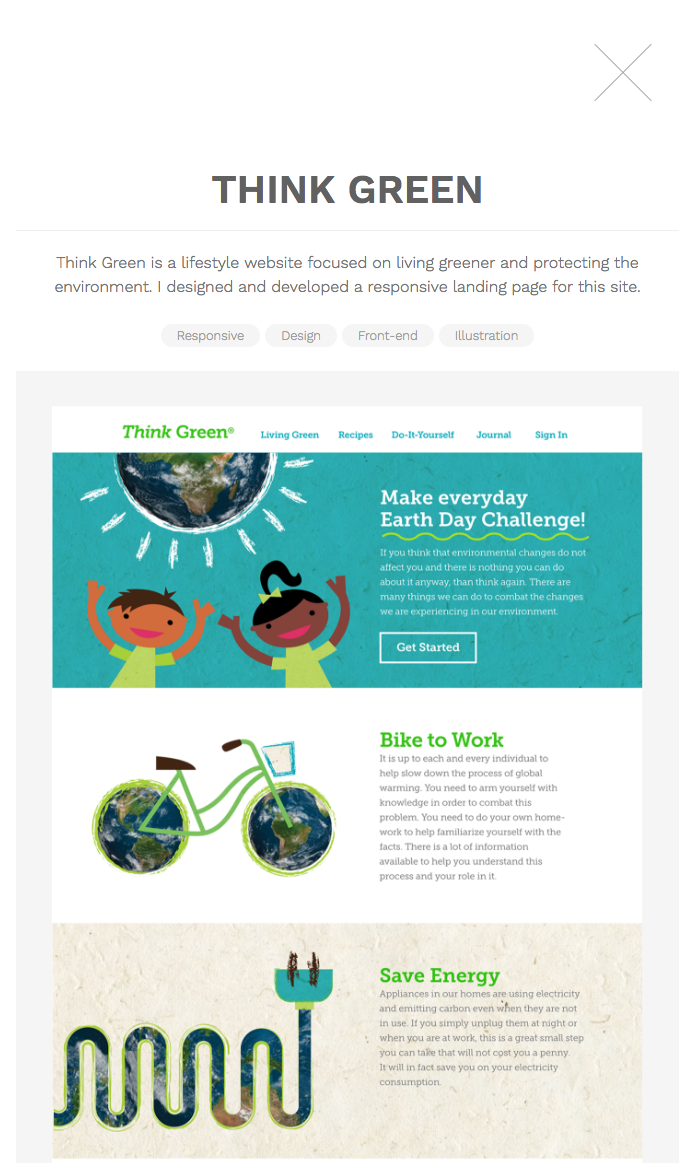 THINK GREEN
Think Green is a lifestyle website focused on living greener and protecting the
environment. I designed and developed a responsive landing page for this site.
Responsive Design Front-end Illustration
Think Green® Living Green Recipes Do-It-Yourself Journal Sign In
Make everyday
Earth Day Challenge!
If you think that environmental changes do not
affect you and there is nothing you can do
about it anyway, than think again. There are
many things we can do to combat the changes
we are experiencing in our environment.
Get Started
Bike to Work
It is up to each and every individual to
help slow down the process of global
warming. You need to arm yourself with
knowledge in order to combat this
problem. You need to do your own home-
work to help familiarize yourself with the
facts. There is a lot of information
available to help you understand this
process and your role in it.
Save Energy
Appliances in our homes are using electricity
and emitting carbon even when they are not
in use. If you simply unplug them at night or
when you are at work, this is a great small step
you can take that will not cost you a penny.
It will in fact save you on your electricity
consumption.